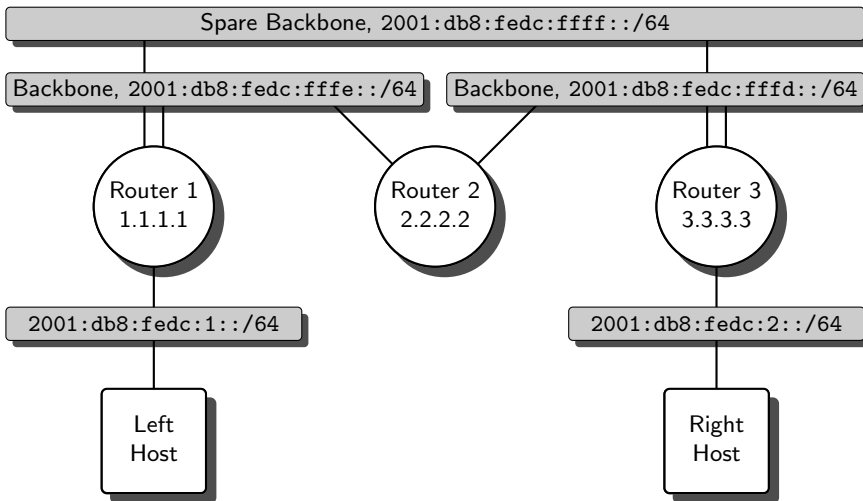 Spare Backbone, 2001:db8:fedc:ffff::/64
Backbone, 2001:db8:fedc:fffe::/64
Backbone, 2001:db8:fedc:fffd::/64
Router 1
1.1.1.1
Router 2
2.2.2.2
Router 3
3.3.3.3
2001:db8:fedc:1::/64
2001:db8:fedc:2::/64
Left
Host
Right
Host